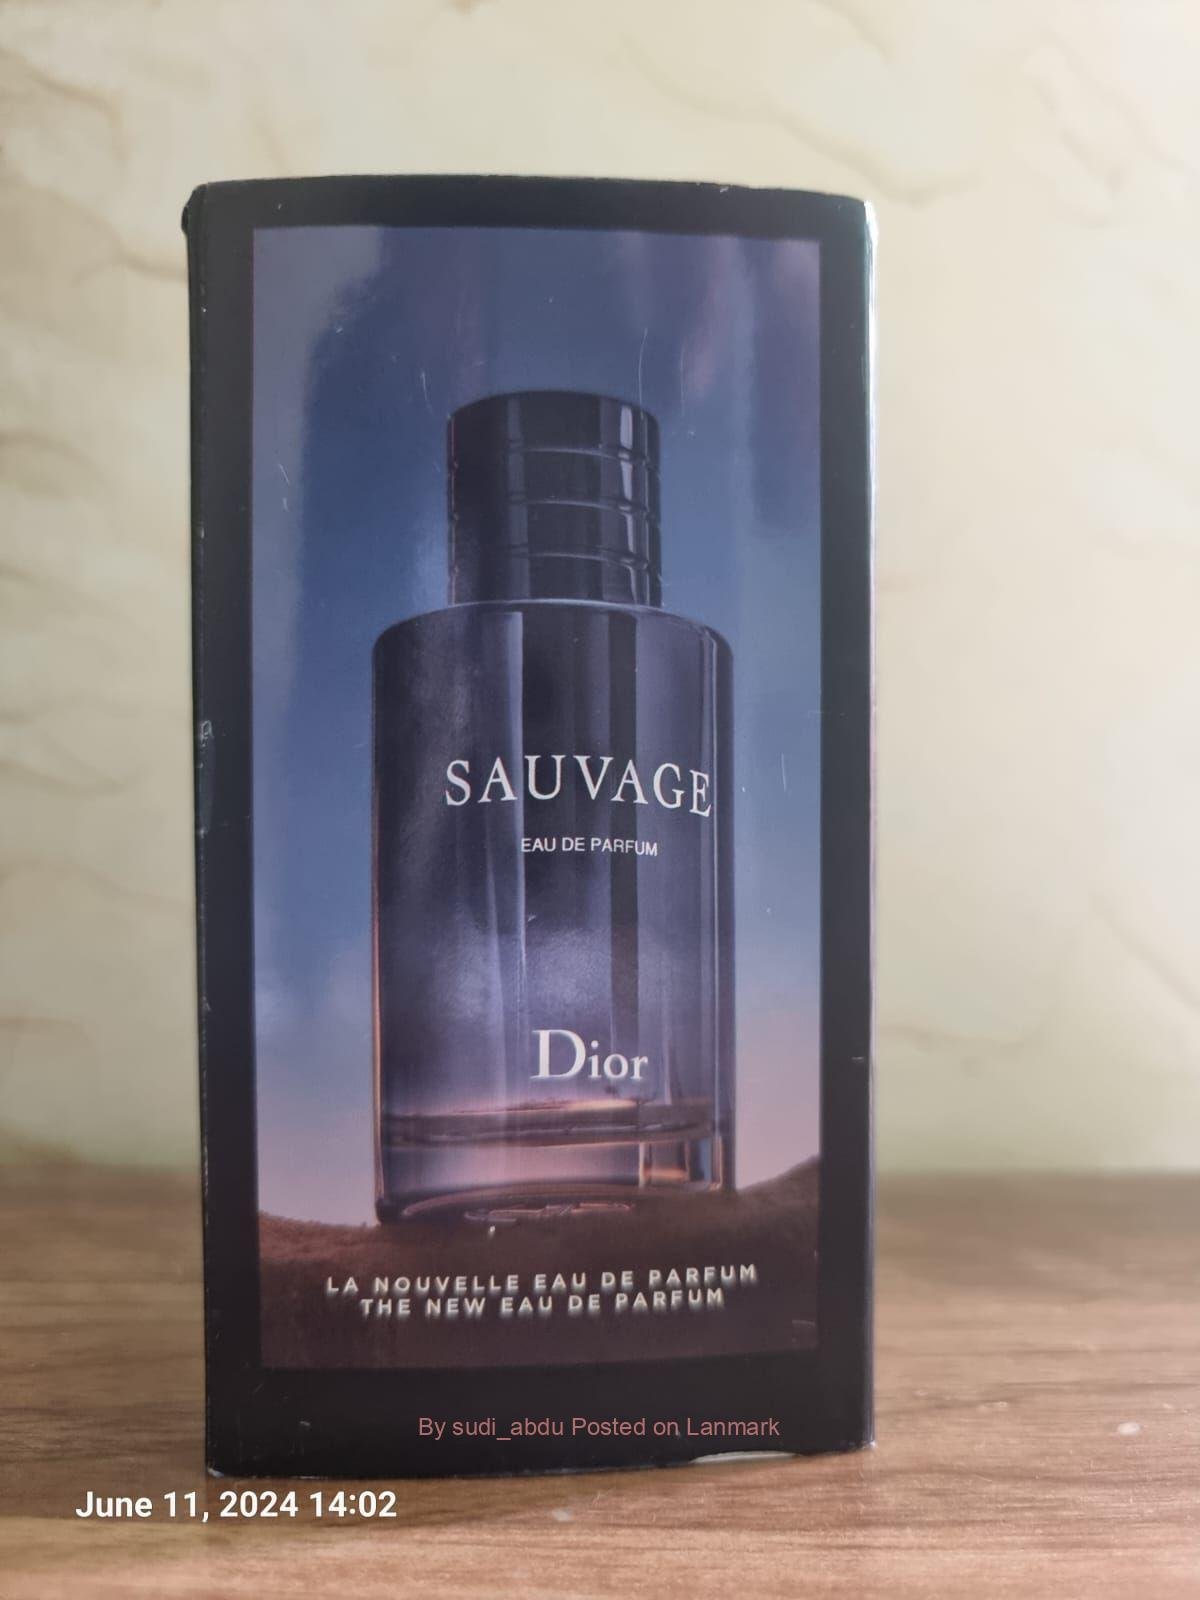 SAUVAGE
EAU DE PARFUM
Dior
LA NOUVELLE EAU DE PARFUM
THE NEW EAU DE PARFUM
By sudi_abdu Posted on Lanmark
June 11, 2024 14:02